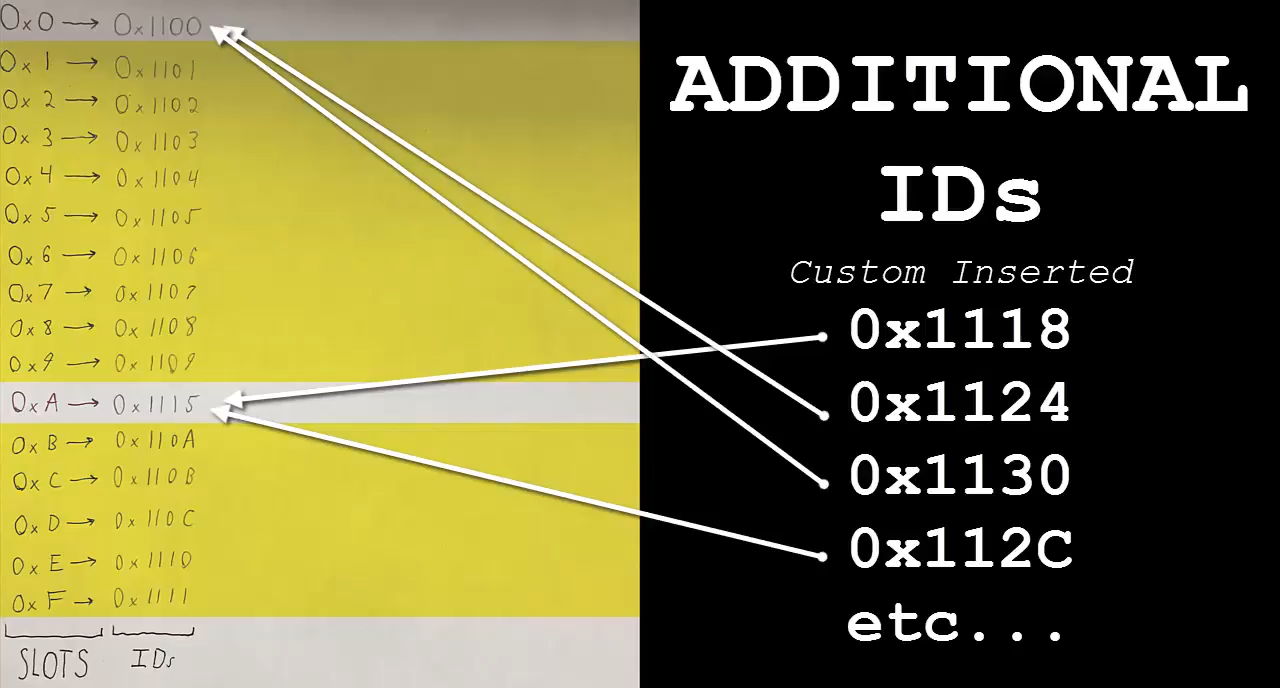 0x0 → 0x1100
0x1 → 0x1101
0x2 → 0x1102
0x3 → 0x1103
0x4 → 0x1104
0x5 → 0x1105
0x6 → 0x1106
0x7 → 0x1107
0x8 → 0x1108
0x9 → 0x1109
0xA → 0x1115
0xB → 0x110A
0xC → 0x110B
0xD → 0x110C
0xE → 0x1110
0xF → 0x1111
SLOTS IDs
ADDITIONAL
IDs
Custom Inserted
0x1118
0x1124
0x1130
0x112C
etc...